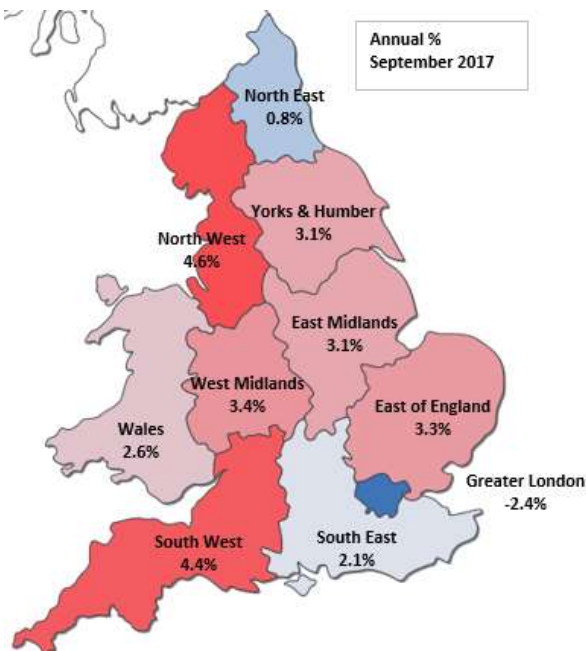 Annual %
September 2017
North East
0.8%
Yorks & Humber
3.1%
North West
4.6%
East Midlands
3.1%
West Midlands
3.4%
East of England
3.3%
Wales
2.6%
Greater London
-2.4%
South East
2.1%
South West
4.4%